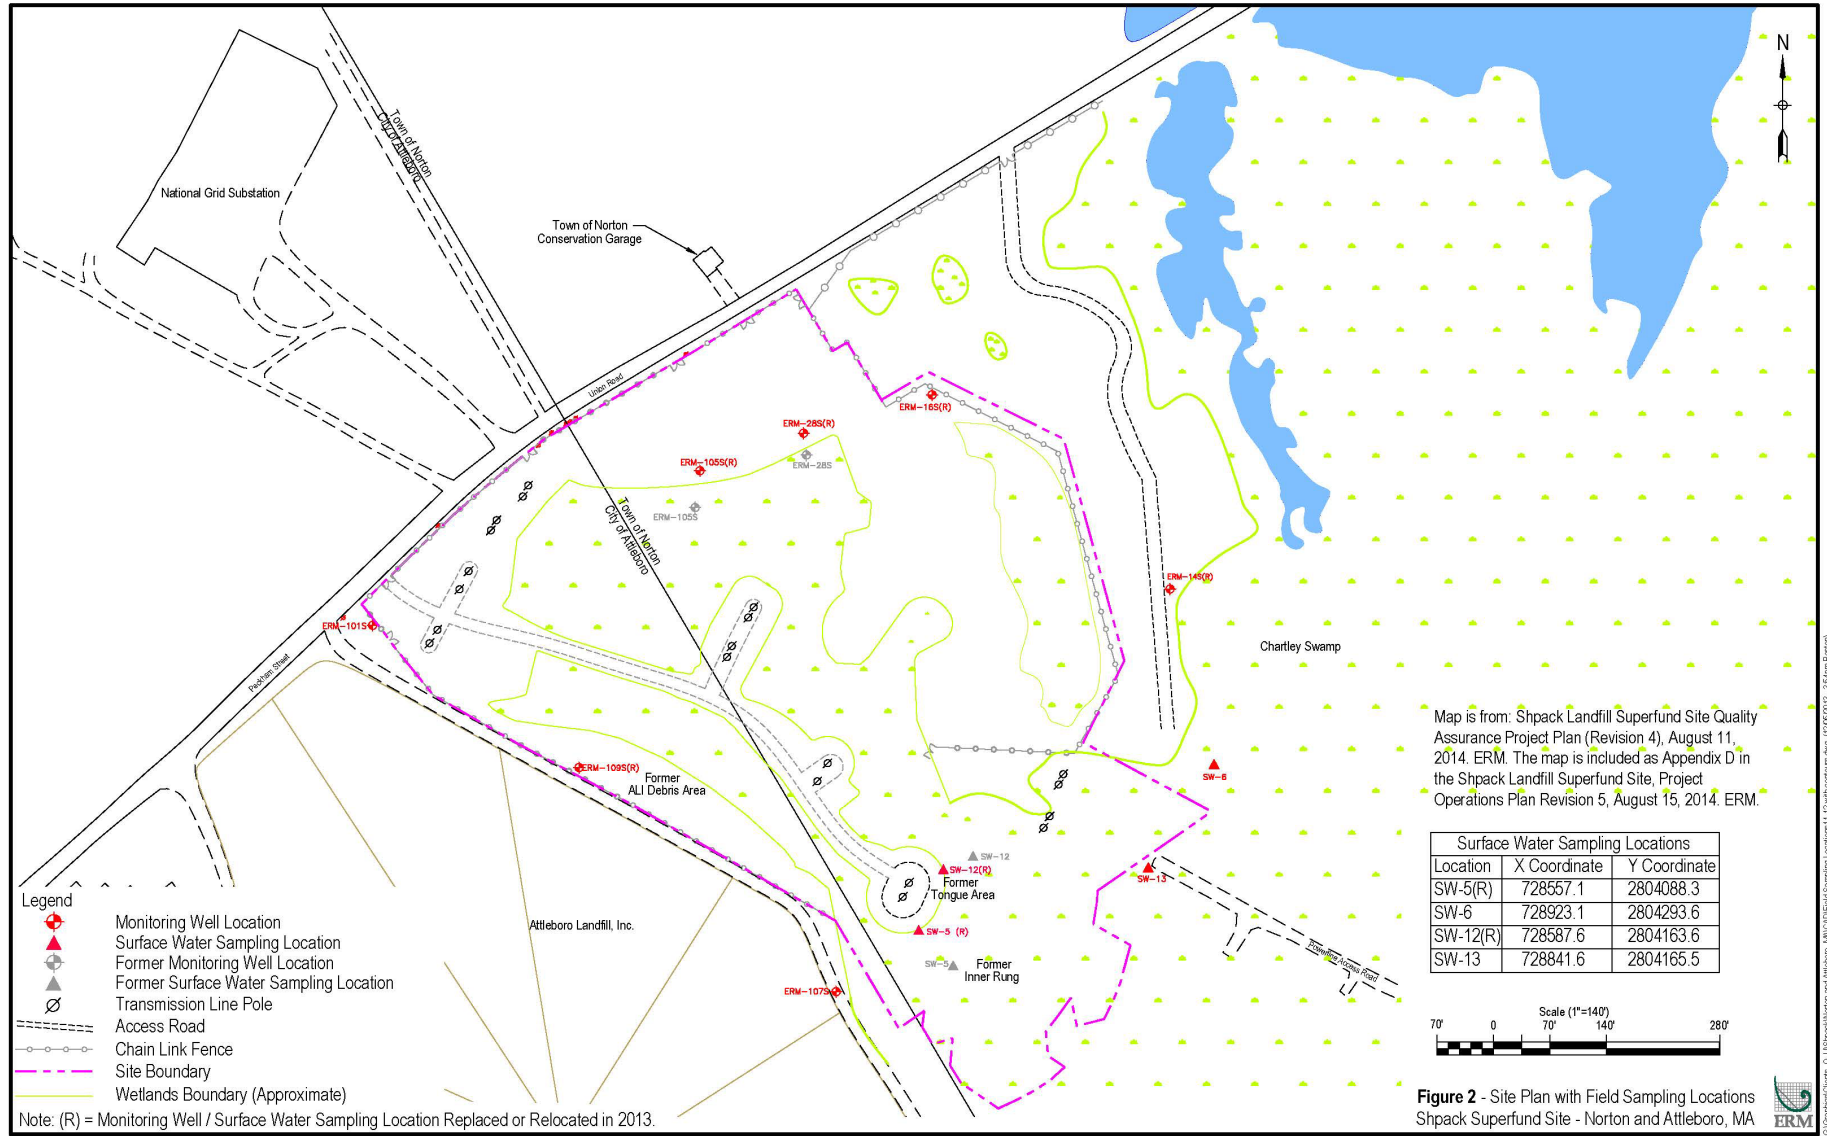 N
Town of Norton
City of Attleboro
National Grid Substation
Town of Norton
Conservation Garage
Union Road
ERM-16S(R)
ERM-28S(R)
ERM-28S
ERM-105S(R)
ERM-105S
Town of Norton
City of Attleboro
ERM-14S(R)
ERM-101S
Peckham Street
Chartley Swamp
ERM-109S(R)
Former
ALI Debris Area
SW-6
SW-12
SW-12(R)
Former
Tongue Area
SW-13
SW-5 (R)
SW-5
Former
Inner Rung
Attleboro Landfill, Inc.
ERM-107S
Powerline Access Road
Map is from: Shpack Landfill Superfund Site Quality
Assurance Project Plan (Revision 4), August 11,
2014. ERM. The map is included as Appendix D in
the Shpack Landfill Superfund Site, Project
Operations Plan Revision 5, August 15, 2014. ERM.
Surface Water Sampling Locations
Location X Coordinate Y Coordinate
SW-5(R) 728557.1 2804088.3
SW-6 728923.1 2804293.6
SW-12(R) 728587.6 2804163.6
SW-13 728841.6 2804165.5
Scale (1"=140')
70' 0 70' 140' 280'
Legend
Monitoring Well Location
Surface Water Sampling Location
Former Monitoring Well Location
Former Surface Water Sampling Location
Transmission Line Pole
Access Road
Chain Link Fence
Site Boundary
Wetlands Boundary (Approximate)
Note: (R) = Monitoring Well / Surface Water Sampling Location Replaced or Relocated in 2013.
Figure 2 - Site Plan with Field Sampling Locations
Shpack Superfund Site - Norton and Attleboro, MA
ERM